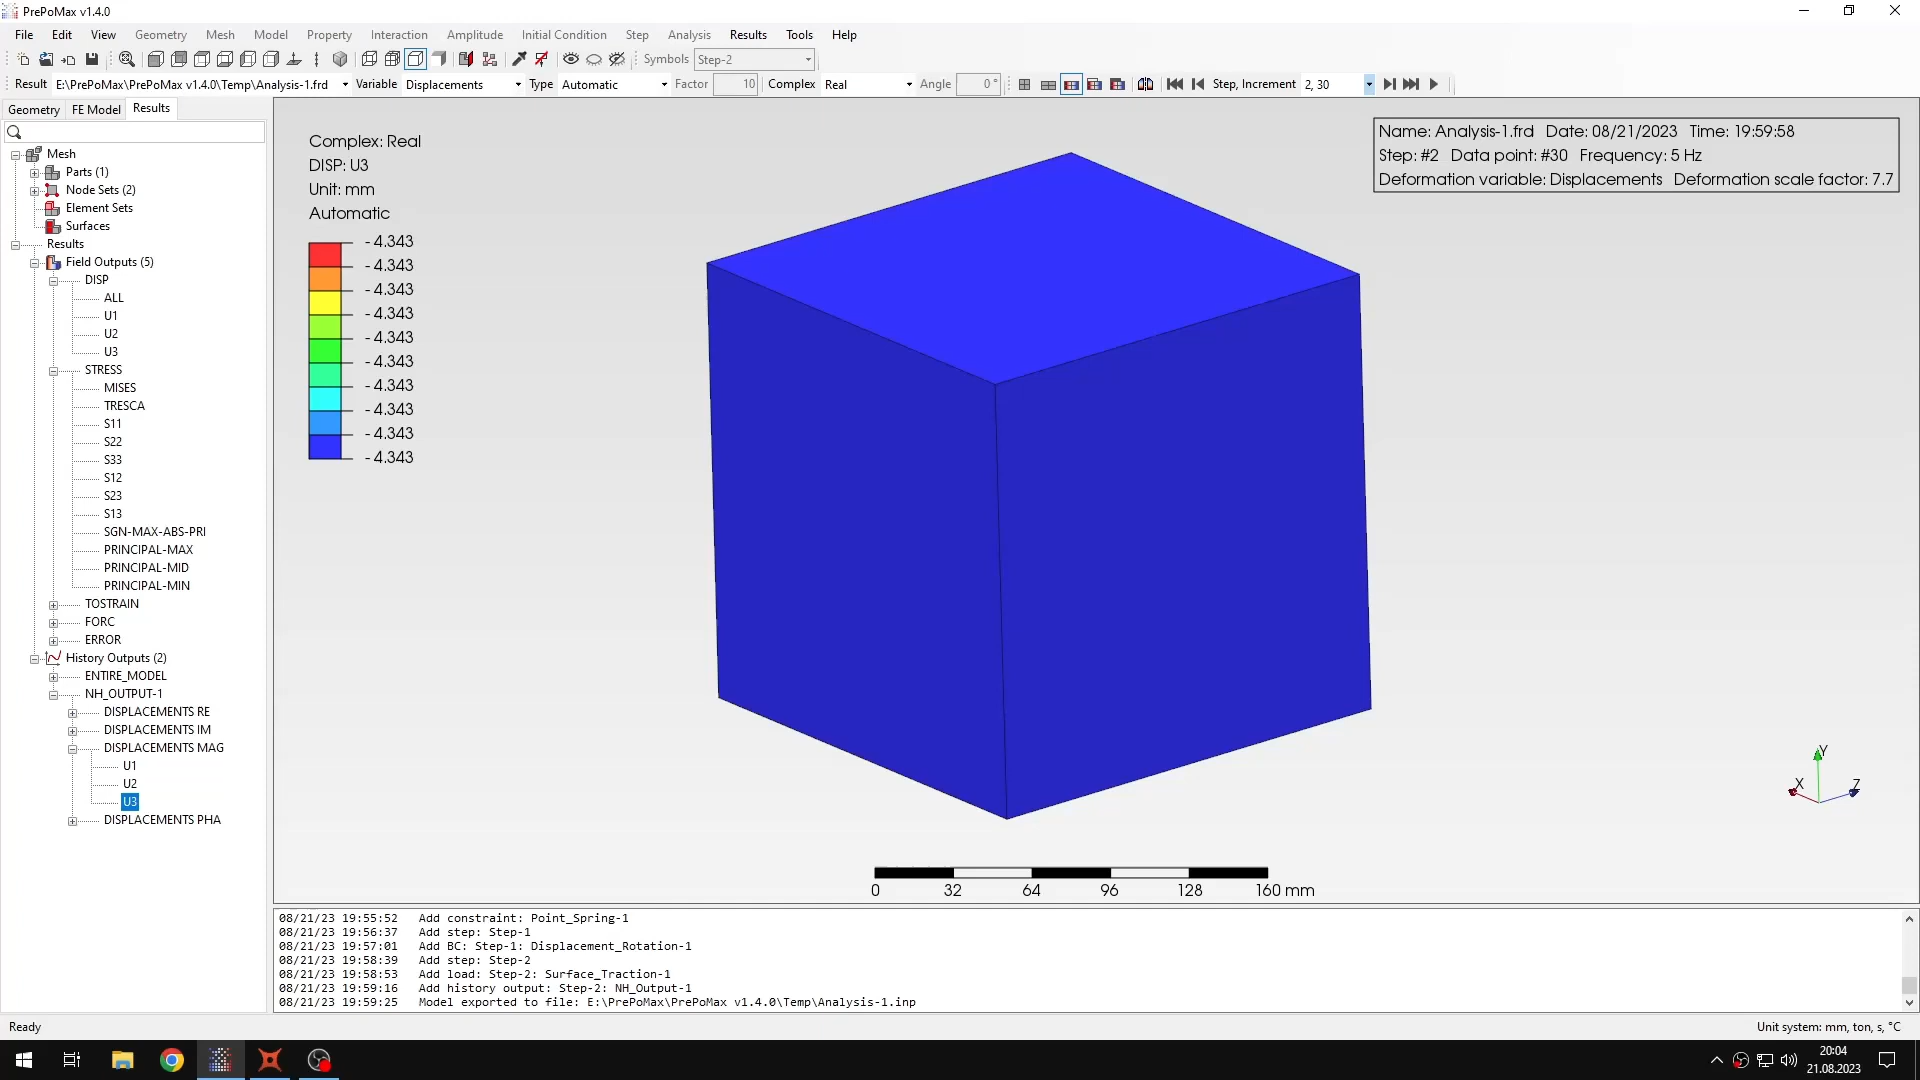 PrePoMax v1.4.0
File Edit View Geometry Mesh Model Property Interaction Amplitude Initial Condition Step Analysis Results Tools Help
Symbols Step-2
Result E:\PrePoMax\PrePoMax v1.4.0\Temp\Analysis-1.frd Variable Displacements Type Automatic Factor 10 Complex Real Angle 0 ° Step, Increment 2, 30
Geometry FE Model Results
Mesh
Parts (1)
Node Sets (2)
Element Sets
Surfaces
Results
Field Outputs (5)
DISP
ALL
U1
U2
U3
STRESS
MISES
TRESCA
S11
S22
S33
S12
S23
S13
SGN-MAX-ABS-PRI
PRINCIPAL-MAX
PRINCIPAL-MID
PRINCIPAL-MIN
TOSTRAIN
FORC
ERROR
History Outputs (2)
ENTIRE_MODEL
NH_OUTPUT-1
DISPLACEMENTS RE
DISPLACEMENTS IM
DISPLACEMENTS MAG
U1
U2
U3
DISPLACEMENTS PHA
Complex: Real
DISP: U3
Unit: mm
Automatic
-4.343
-4.343
-4.343
-4.343
-4.343
-4.343
-4.343
-4.343
-4.343
-4.343
Name: Analysis-1.frd Date: 08/21/2023 Time: 19:59:58
Step: #2 Data point: #30 Frequency: 5 Hz
Deformation variable: Displacements Deformation scale factor: 7.7
Y
X Z
0 32 64 96 128 160 mm
08/21/23 19:55:52 Add constraint: Point_Spring-1
08/21/23 19:56:37 Add step: Step-1
08/21/23 19:57:01 Add BC: Step-1: Displacement_Rotation-1
08/21/23 19:58:39 Add step: Step-2
08/21/23 19:58:53 Add load: Step-2: Surface_Traction-1
08/21/23 19:59:16 Add history output: Step-2: NH_Output-1
08/21/23 19:59:25 Model exported to file: E:\PrePoMax\PrePoMax v1.4.0\Temp\Analysis-1.inp
Ready Unit system: mm, ton, s, °C
20:04
21.08.2023